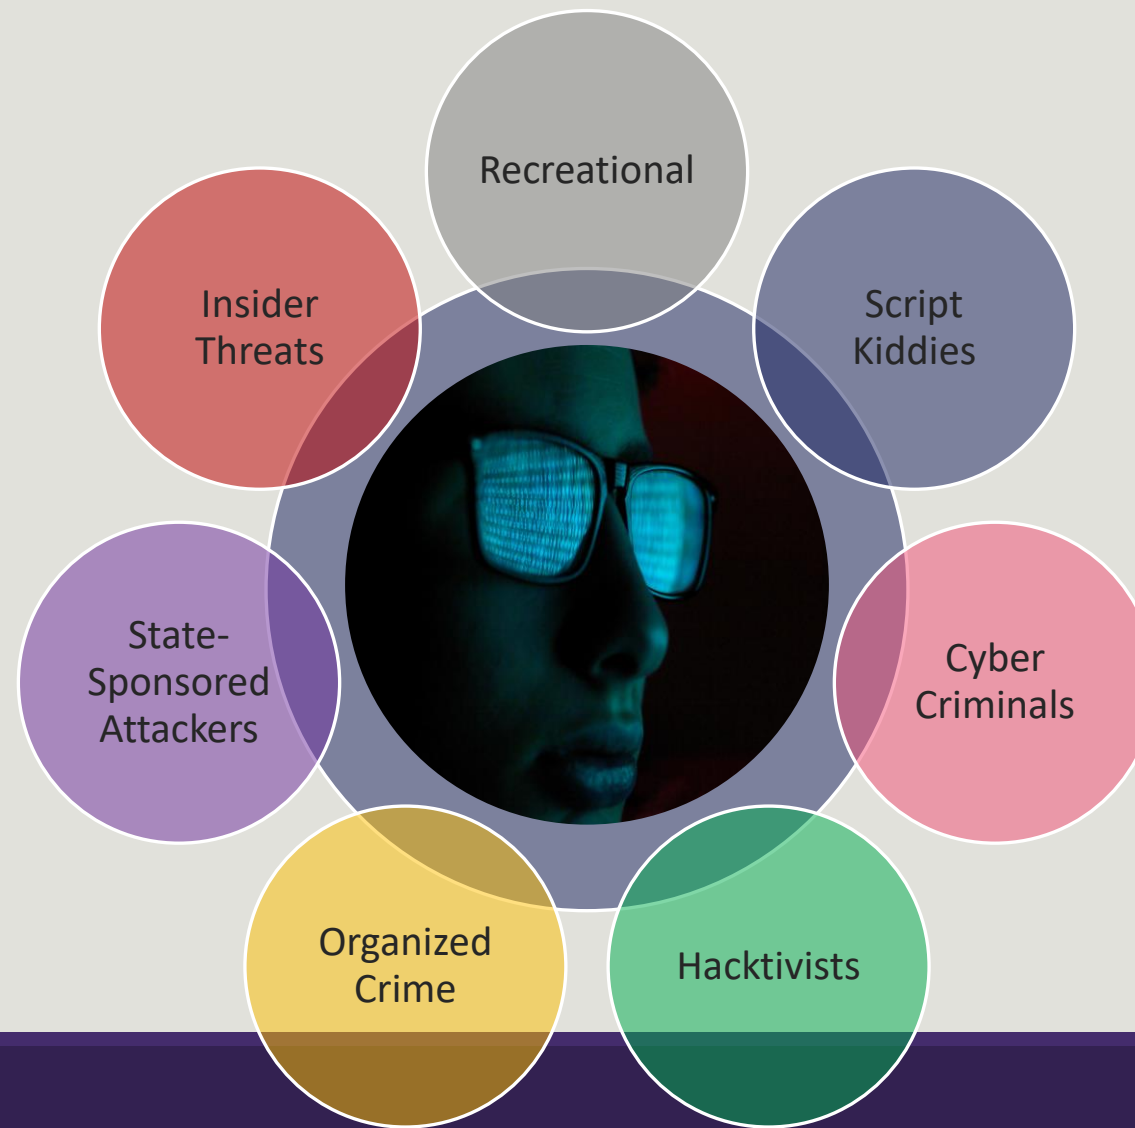 Recreational
Script
Kiddies
Cyber
Criminals
Hacktivists
Organized
Crime
State-
Sponsored
Attackers
Insider
Threats